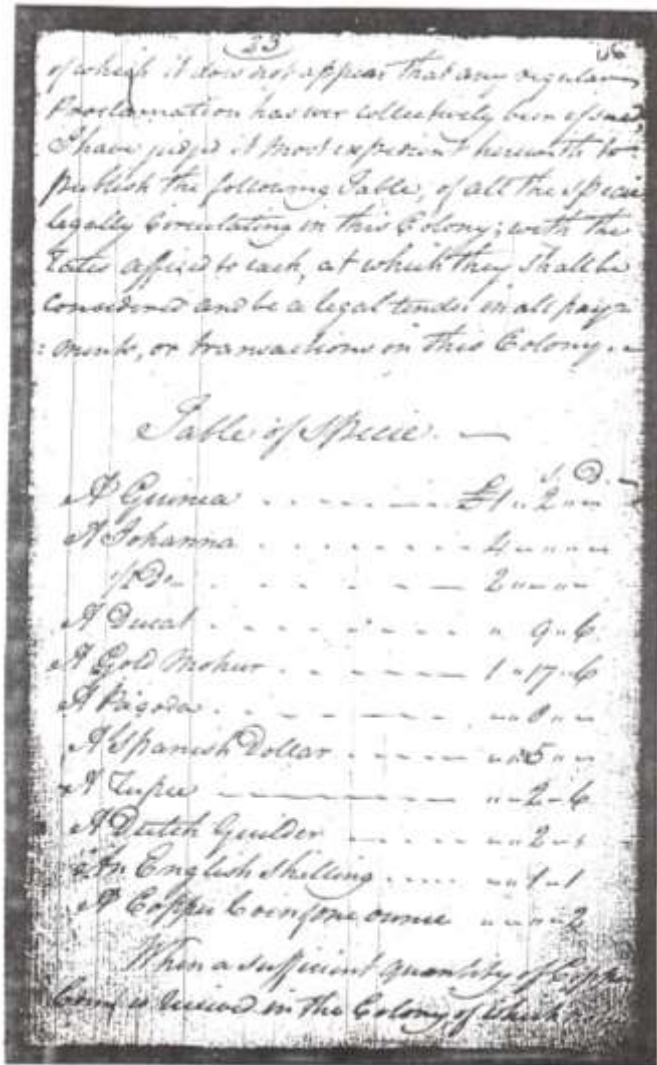 23
of which it does not appear that any regular
Proclamation has ever collectively been issued,
I have judged it most expedient herewith to
publish the following Table, of all the specie
legally Circulating in this Colony; with the
rates affixed to each, at which they shall be
considered and be a legal tender in all pay=
:ments, or transactions in this Colony. —
Table of Specie. —
s. D.
A Guinea £1 " 2 " "
A Johanna 4 " " " "
½ Do. 2 " " " "
A Ducat " 9 " 6
A Gold Mohur 1 " 17 " 6
A Pagoda " " 8 " "
A Spanish Dollar " " 5 " "
A Rupee " " 2 " 6
A Dutch Guilder " " 2 " "
An English Shilling " " 1 " 1
A Copper Coin of one ounce " " " " 2
When a sufficient quantity of
Coin is received in the Colony, of which